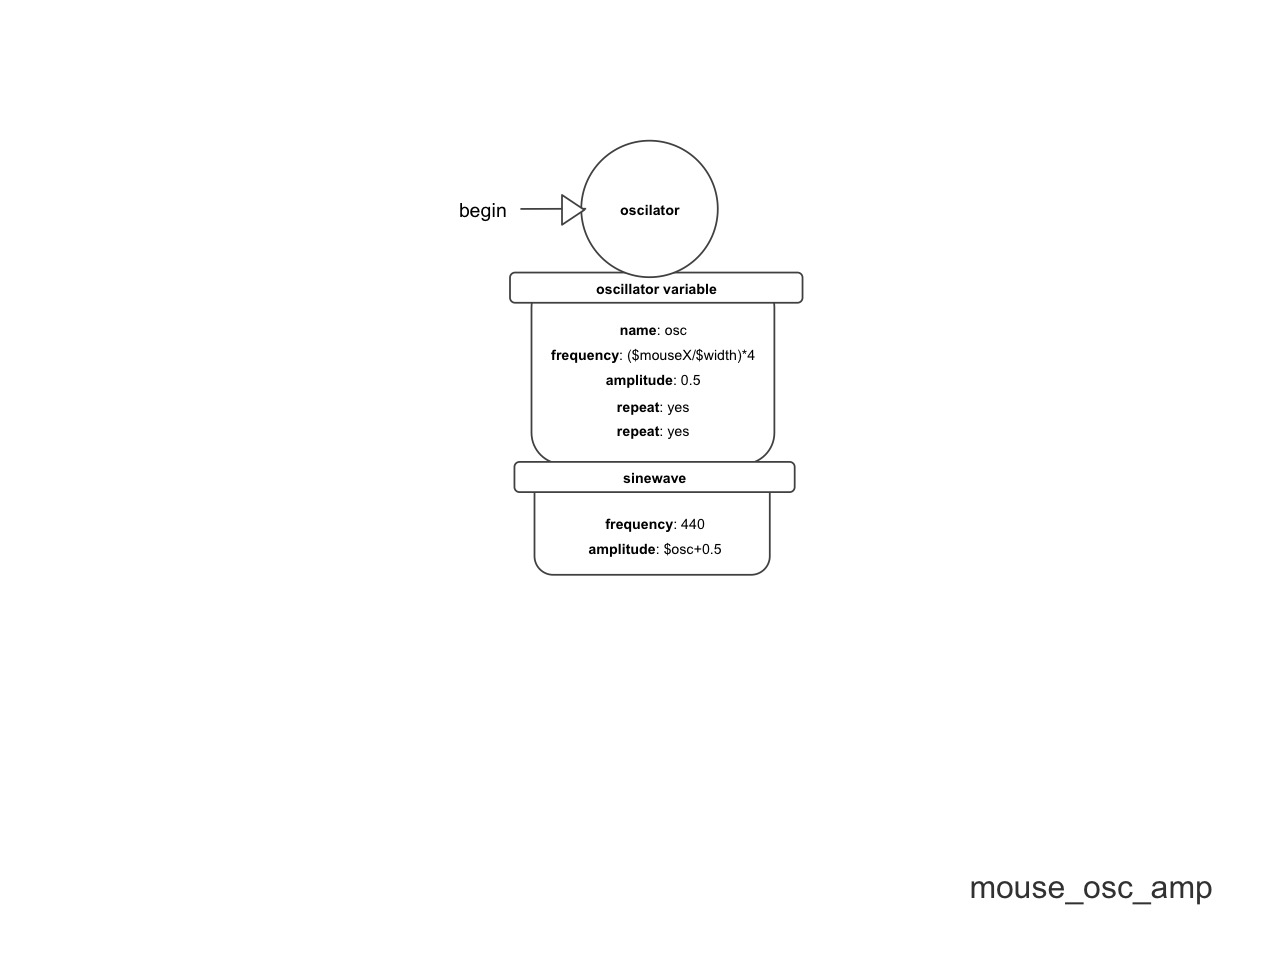 begin
oscilator
oscillator variable
name: osc
frequency: ($mouseX/$width)*4
amplitude: 0.5
repeat: yes
repeat: yes
sinewave
frequency: 440
amplitude: $osc+0.5
mouse_osc_amp